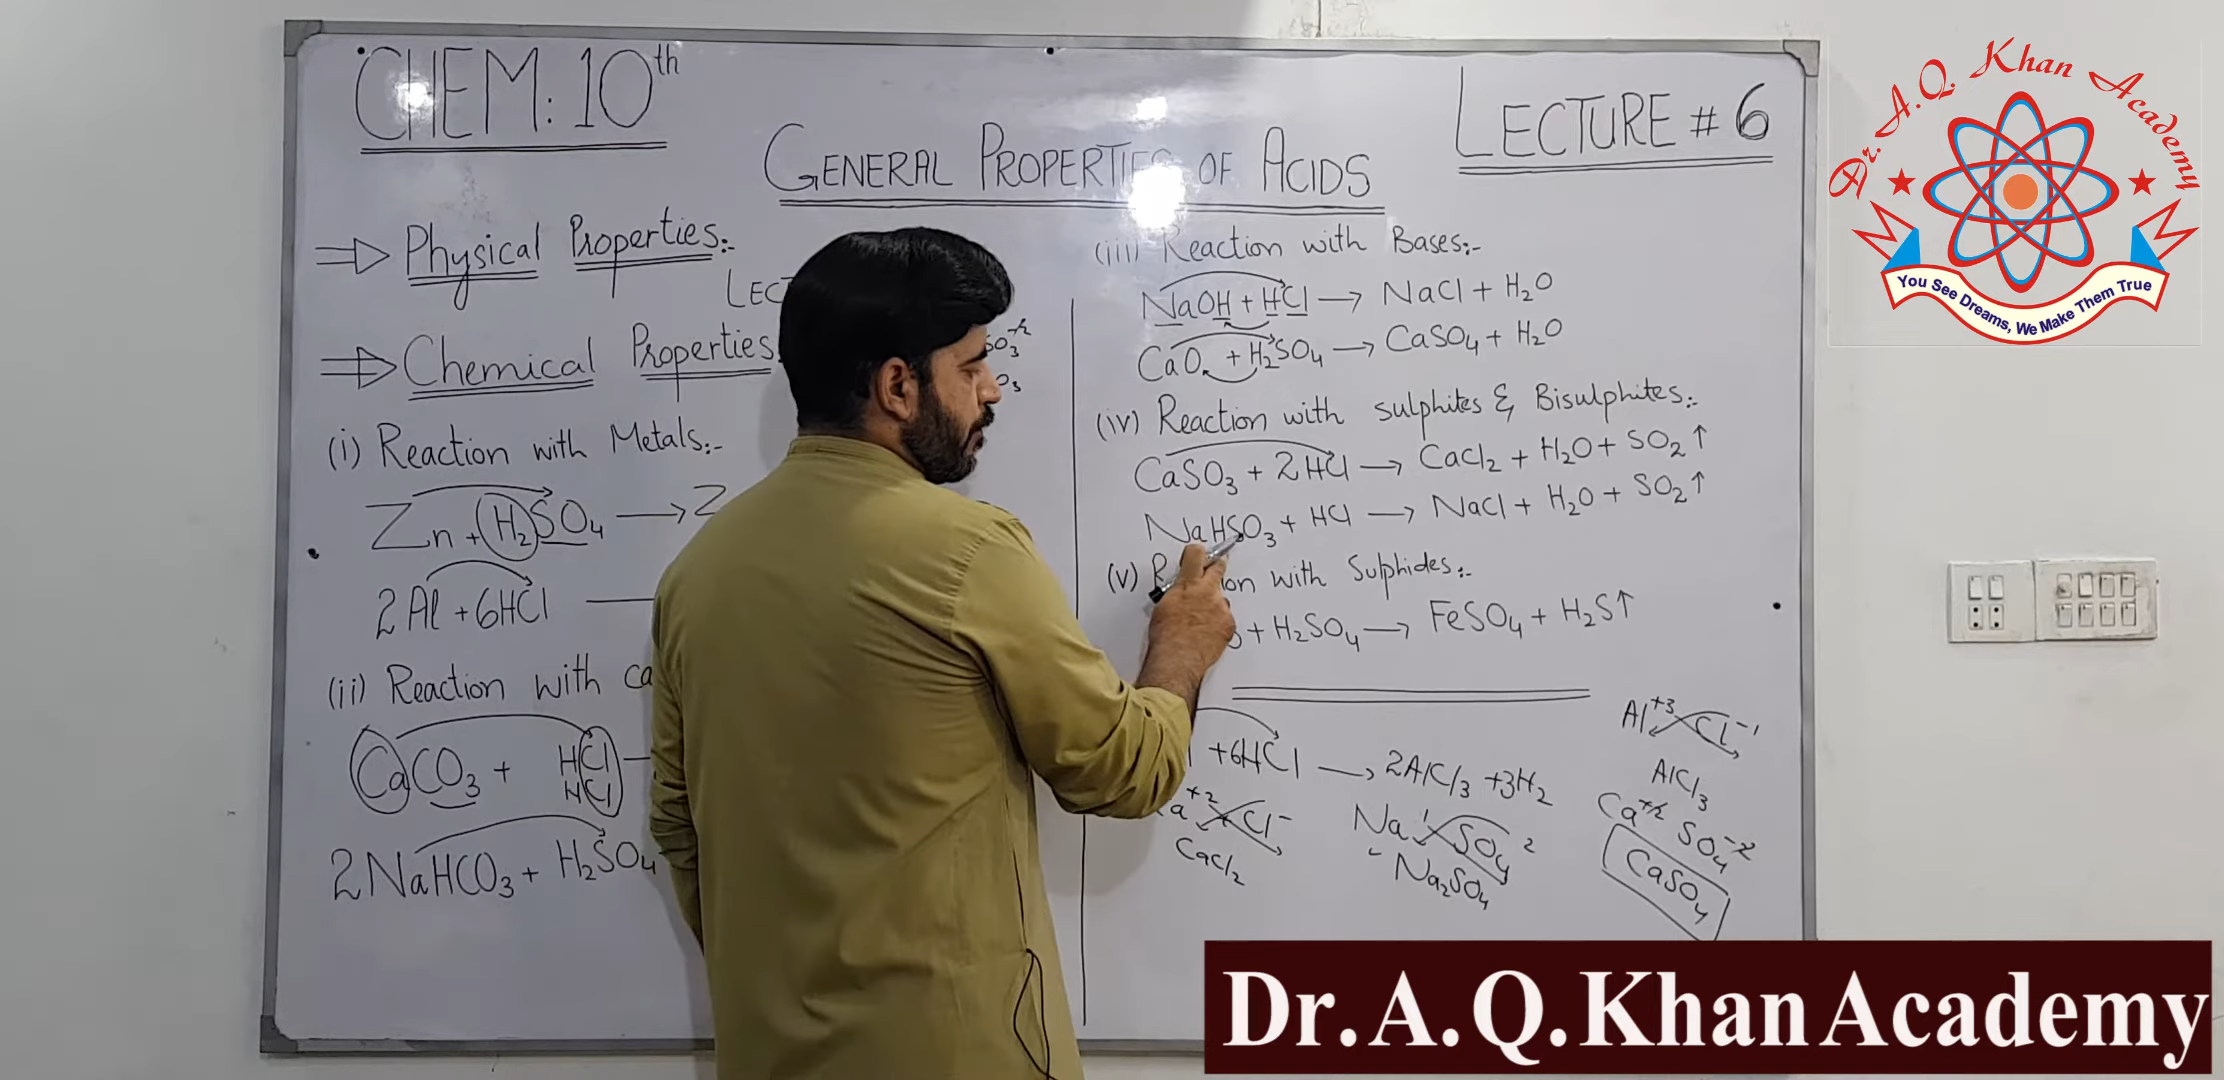 CHEM: 10th
LECTURE # 6
GENERAL PROPERTIES OF ACIDS
⇒ Physical Properties:-
⇒ Chemical Properties
(i) Reaction with Metals:-
Zn + H₂SO₄ →
2Al + 6HCl
(ii) Reaction with
CaCO₃ + HCl
HCl
2NaHCO₃ + H₂SO₄
(iii) Reaction with Bases:-
NaOH + HCl → NaCl + H₂O
CaO + H₂SO₄ → CaSO₄ + H₂O
(iv) Reaction with Sulphites & Bisulphites:-
CaSO₃ + 2HCl → CaCl₂ + H₂O + SO₂↑
NaHSO₃ + HCl → NaCl + H₂O + SO₂↑
(v) with Sulphides:-
+ H₂SO₄ → FeSO₄ + H₂S↑
+ 6HCl → 2AlCl₃ + 3H₂
Cl⁻
CaCl₂
Na¹ SO₄ ²
Na₂SO₄
Al⁺³ Cl⁻¹
AlCl₃
Ca⁺² SO₄⁻²
CaSO₄
Dr. A.Q. Khan Academy
You See Dreams, We Make Them True
Dr. A. Q. Khan Academy